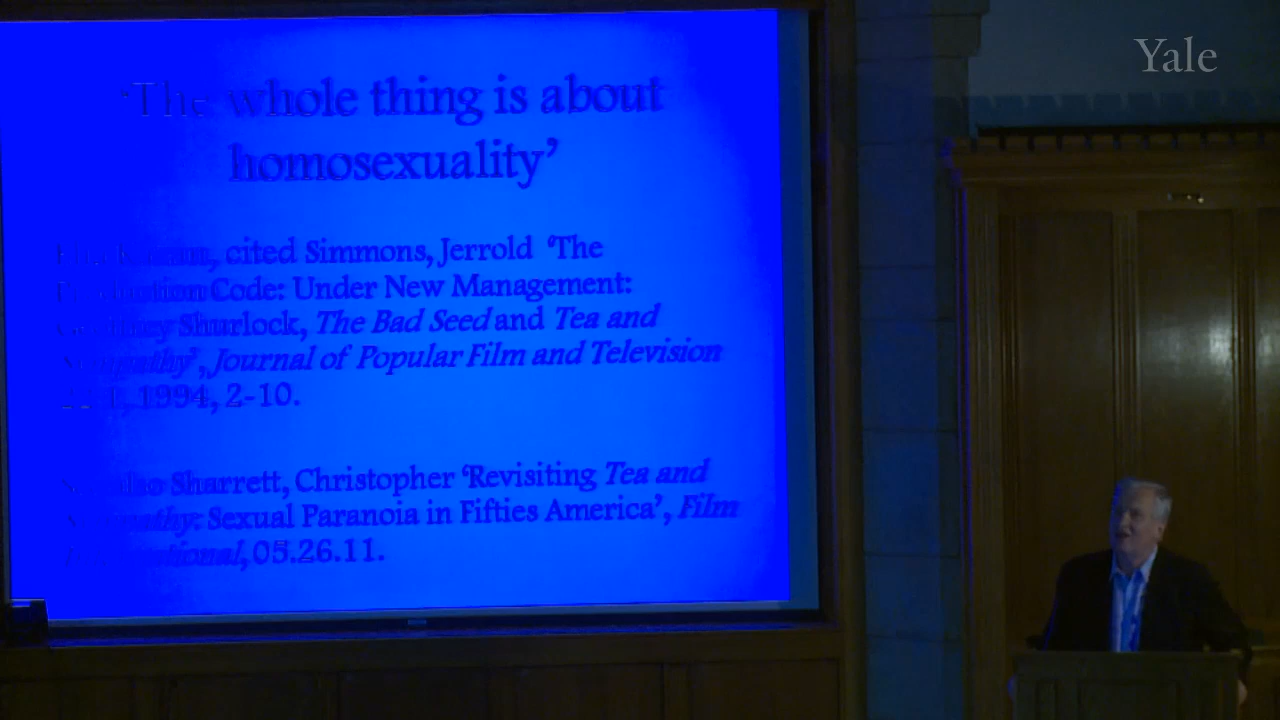 Yale
'The whole thing is about
homosexuality'
cited Simmons, Jerrold 'The
Code: Under New Management:
Shurlock, The Bad Seed and Tea and
Journal of Popular Film and Television
1994, 2-10.
Sharrett, Christopher 'Revisiting Tea and
Sexual Paranoia in Fifties America', Film
05.26.11.